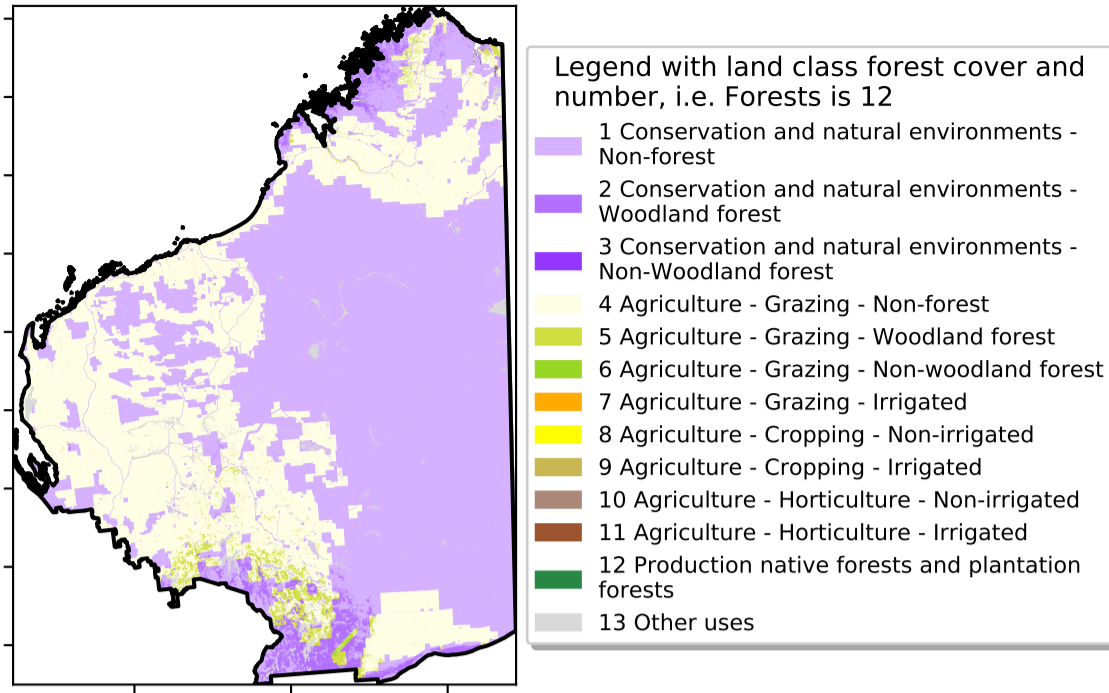 Legend with land class forest cover and
number, i.e. Forests is 12
1 Conservation and natural environments -
Non-forest
2 Conservation and natural environments -
Woodland forest
3 Conservation and natural environments -
Non-Woodland forest
4 Agriculture - Grazing - Non-forest
5 Agriculture - Grazing - Woodland forest
6 Agriculture - Grazing - Non-woodland forest
7 Agriculture - Grazing - Irrigated
8 Agriculture - Cropping - Non-irrigated
9 Agriculture - Cropping - Irrigated
10 Agriculture - Horticulture - Non-irrigated
11 Agriculture - Horticulture - Irrigated
12 Production native forests and plantation
forests
13 Other uses